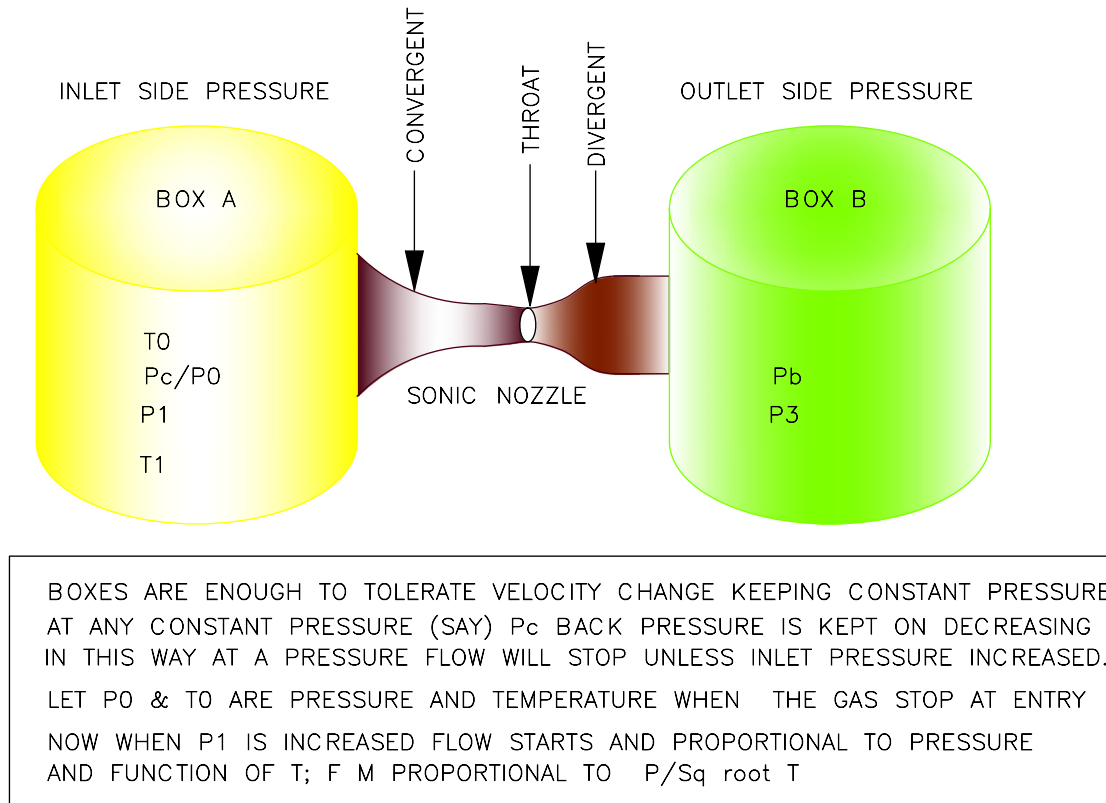 INLET SIDE PRESSURE
CONVERGENT
THROAT
DIVERGENT
OUTLET SIDE PRESSURE
BOX A
BOX B
T0
Pc/P0
P1
T1
SONIC NOZZLE
Pb
P3
BOXES ARE ENOUGH TO TOLERATE VELOCITY CHANGE KEEPING CONSTANT PRESSURE
AT ANY CONSTANT PRESSURE (SAY) Pc BACK PRESSURE IS KEPT ON DECREASING
IN THIS WAY AT A PRESSURE FLOW WILL STOP UNLESS INLET PRESSURE INCREASED.
LET P0 & T0 ARE PRESSURE AND TEMPERATURE WHEN THE GAS STOP AT ENTRY
NOW WHEN P1 IS INCREASED FLOW STARTS AND PROPORTIONAL TO PRESSURE
AND FUNCTION OF T; F M PROPORTIONAL TO P/Sq root T